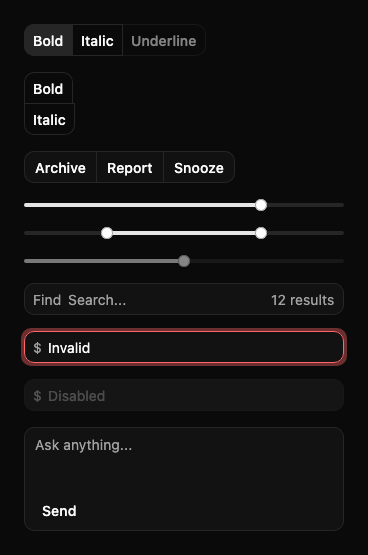 Bold Italic Underline
Bold
Italic
Archive Report Snooze
Find Search... 12 results
$ Invalid
$ Disabled
Ask anything...
Send